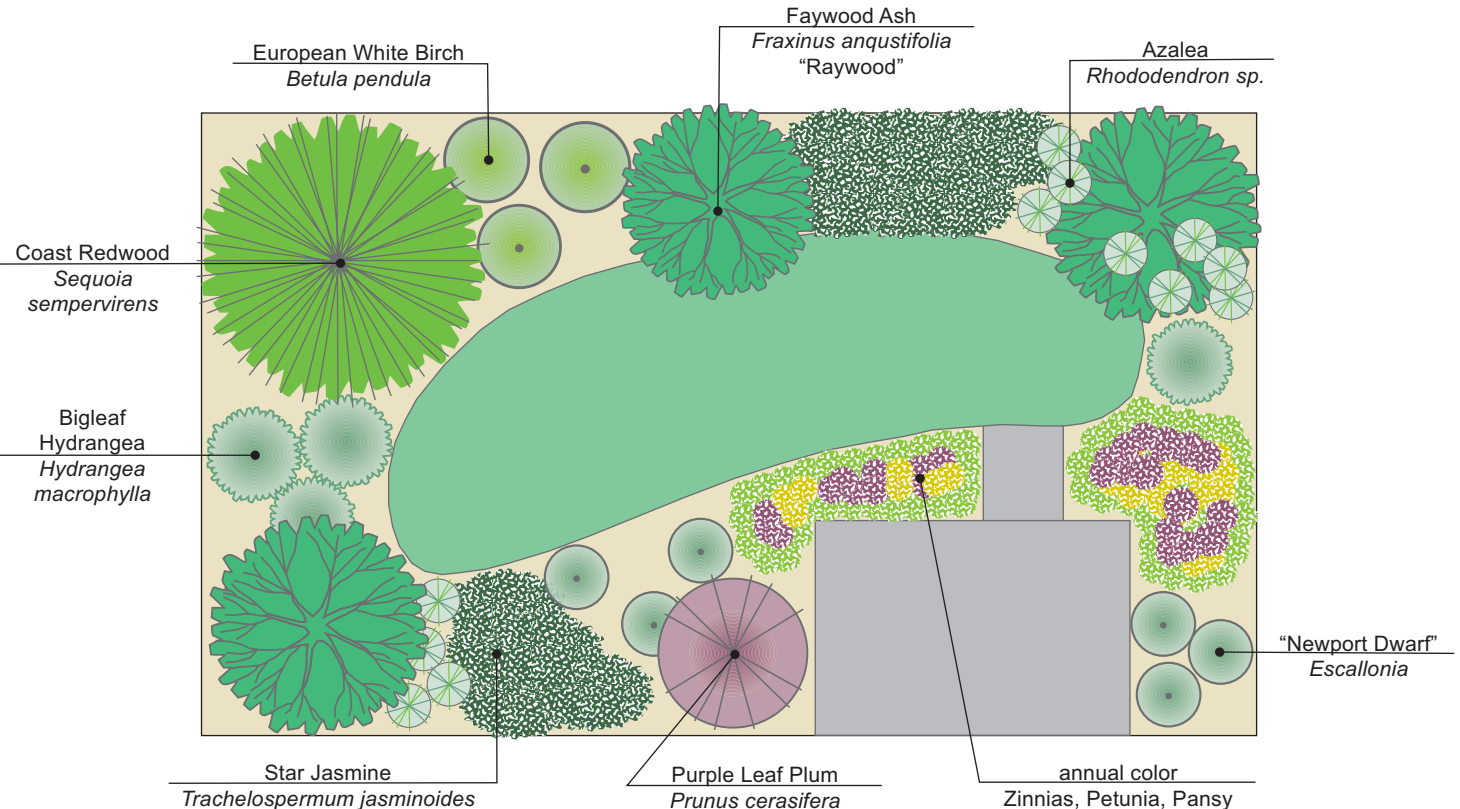 Faywood Ash
Fraxinus anqustifolia
“Raywood”
European White Birch
Betula pendula
Azalea
Rhododendron sp.
Coast Redwood
Sequoia
sempervirens
Bigleaf
Hydrangea
Hydrangea
macrophylla
“Newport Dwarf”
Escallonia
Star Jasmine
Trachelospermum jasminoides
Purple Leaf Plum
Prunus cerasifera
annual color
Zinnias, Petunia, Pansy